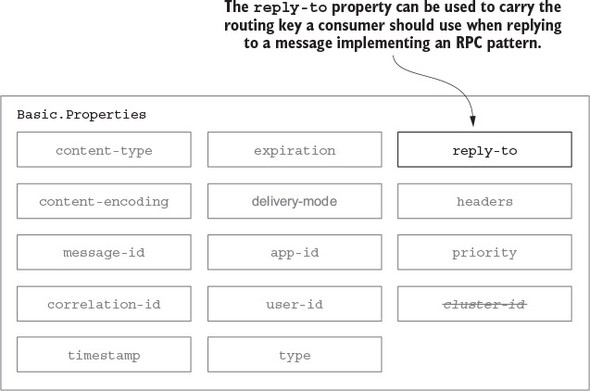 The reply-to property can be used to carry the
routing key a consumer should use when replying
to a message implementing an RPC pattern.
Basic.Properties
content-type
expiration
reply-to
content-encoding
delivery-mode
headers
message-id
app-id
priority
correlation-id
user-id
cluster-id
timestamp
type